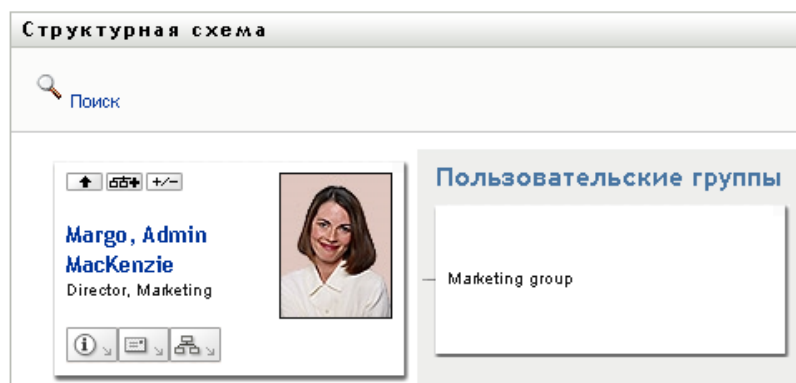 Структурная схема
Поиск
+/-
Margo, Admin
MacKenzie
Director, Marketing
Пользовательские группы
Marketing group